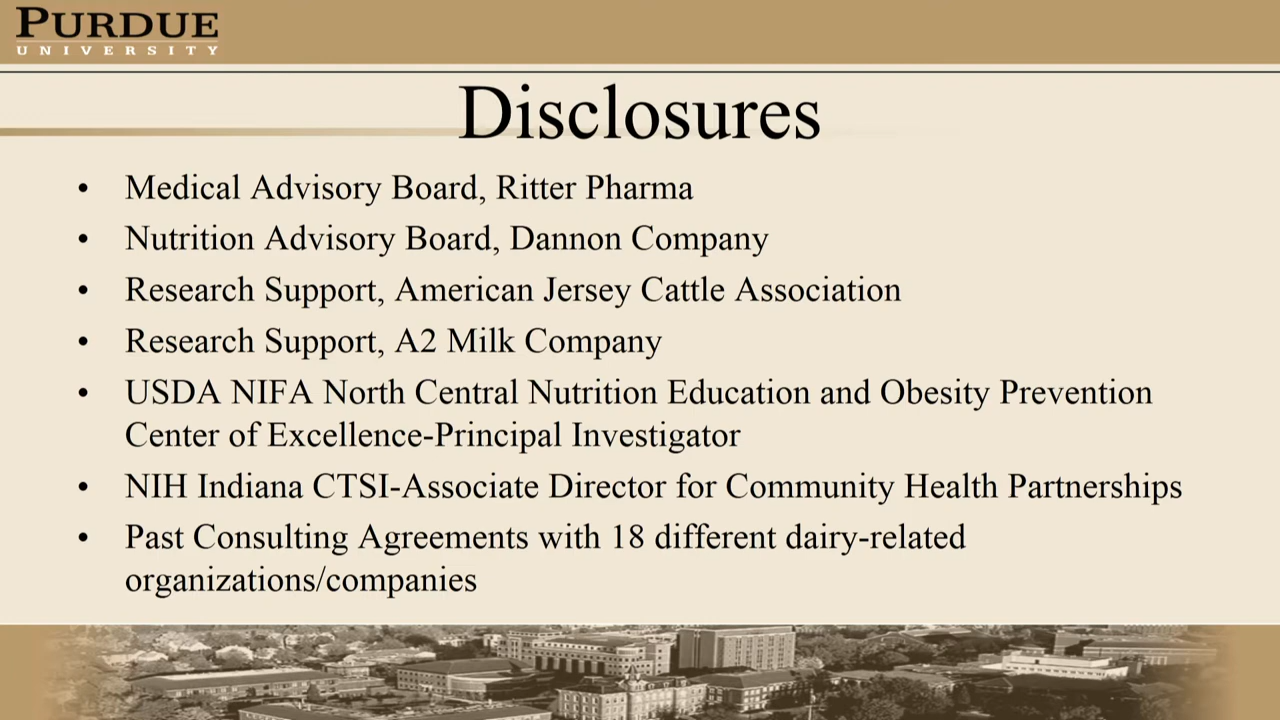 PURDUE
UNIVERSITY
Disclosures
• Medical Advisory Board, Ritter Pharma
• Nutrition Advisory Board, Dannon Company
• Research Support, American Jersey Cattle Association
• Research Support, A2 Milk Company
• USDA NIFA North Central Nutrition Education and Obesity Prevention
Center of Excellence-Principal Investigator
• NIH Indiana CTSI-Associate Director for Community Health Partnerships
• Past Consulting Agreements with 18 different dairy-related
organizations/companies